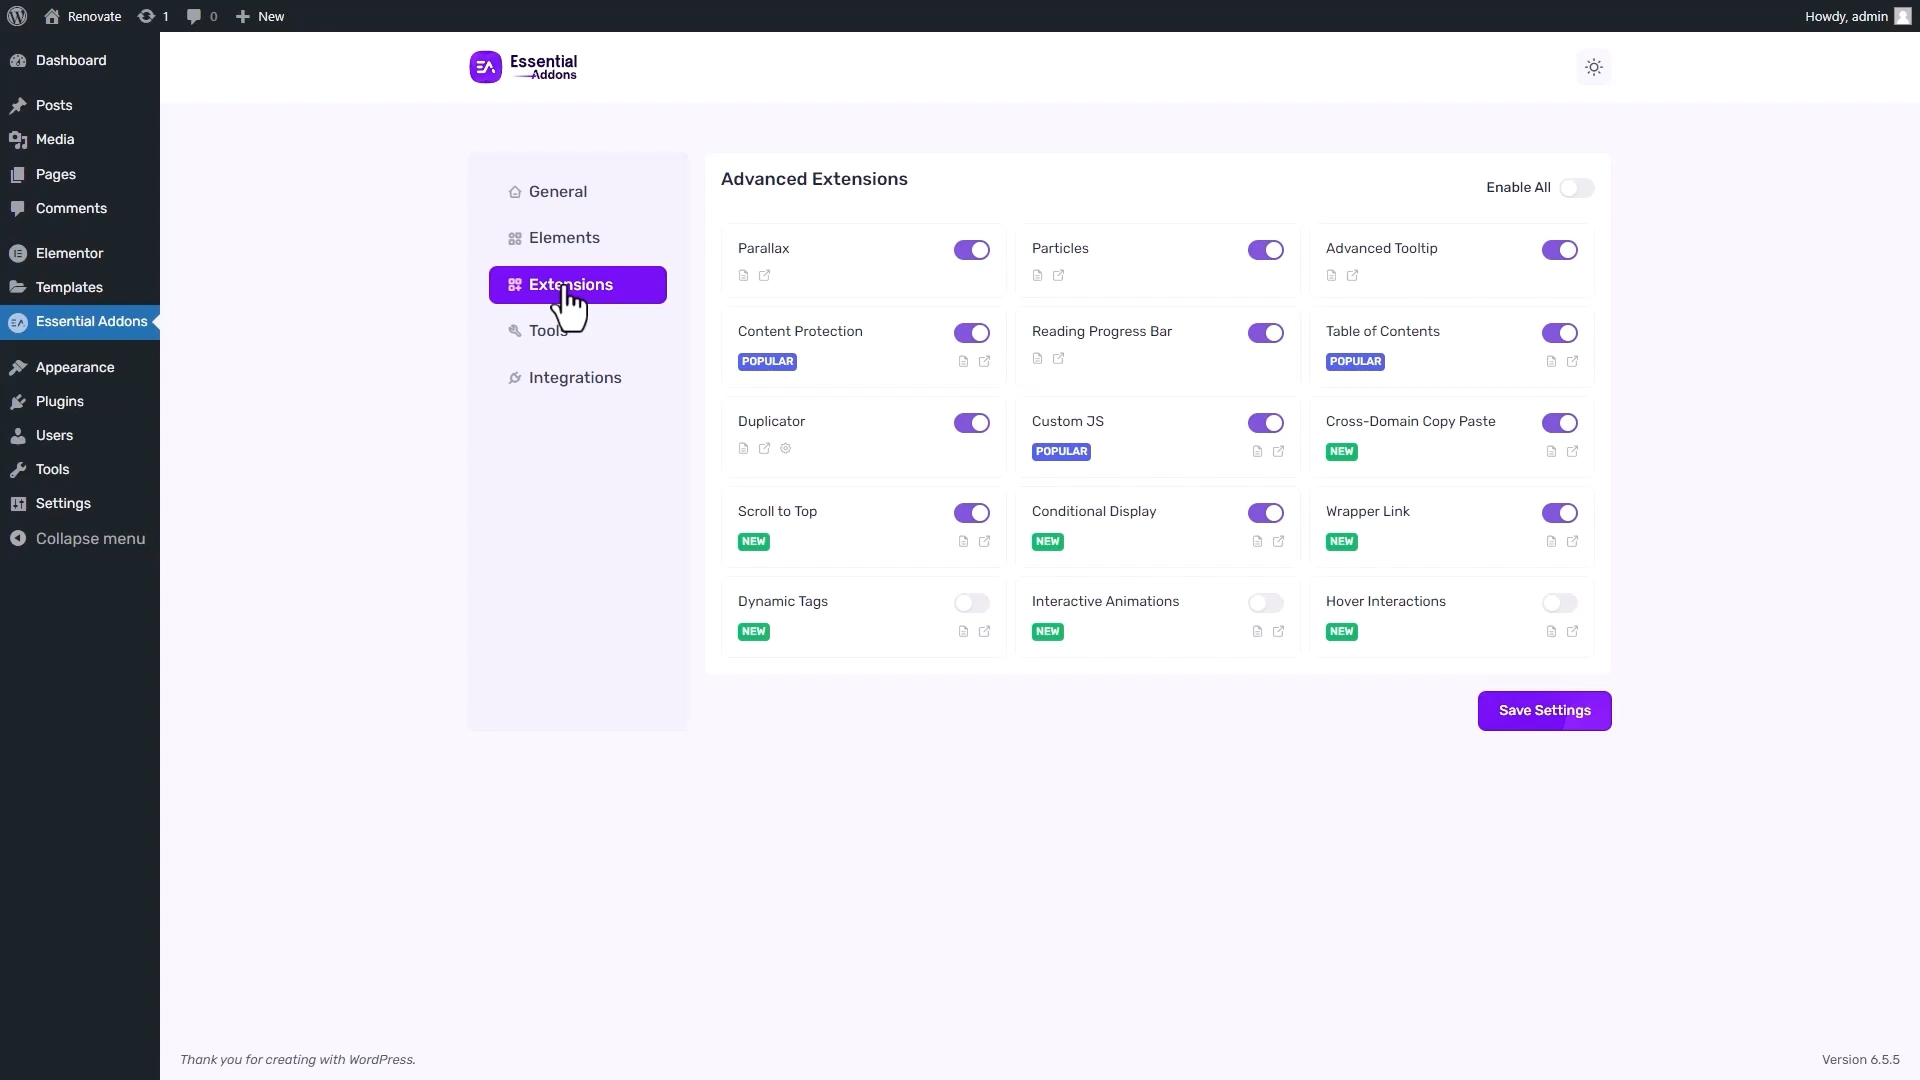 Renovate
1
0
New
Howdy, admin
Dashboard
Posts
Media
Pages
Comments
Elementor
Templates
Essential Addons
Appearance
Plugins
Users
Tools
Settings
Collapse menu
EA
Essential
Addons
General
Elements
Extensions
Tools
Integrations
Advanced Extensions
Enable All
Parallax
Particles
Advanced Tooltip
Content Protection
POPULAR
Reading Progress Bar
Table of Contents
POPULAR
Duplicator
Custom JS
POPULAR
Cross-Domain Copy Paste
NEW
Scroll to Top
NEW
Conditional Display
NEW
Wrapper Link
NEW
Dynamic Tags
NEW
Interactive Animations
NEW
Hover Interactions
NEW
Save Settings
Thank you for creating with WordPress.
Version 6.5.5